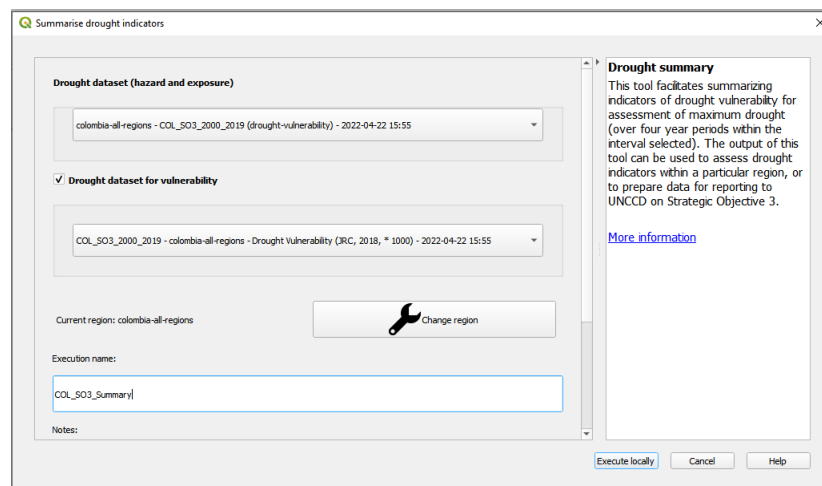 Summarise drought indicators
Drought dataset (hazard and exposure)
colombia-all-regions - COL_SO3_2000_2019 (drought-vulnerability) - 2022-04-22 15:55
Drought dataset for vulnerability
COL_SO3_2000_2019 - colombia-all-regions - Drought Vulnerability (JRC, 2018, * 1000) - 2022-04-22 15:55
Current region: colombia-all-regions
Change region
Execution name:
COL_SO3_Summary
Notes:
Drought summary
This tool facilitates summarizing
indicators of drought vulnerability for
assessment of maximum drought
(over four year periods within the
interval selected). The output of this
tool can be used to assess drought
indicators within a particular region, or
to prepare data for reporting to
UNCCD on Strategic Objective 3.
More information
Execute locally
Cancel
Help